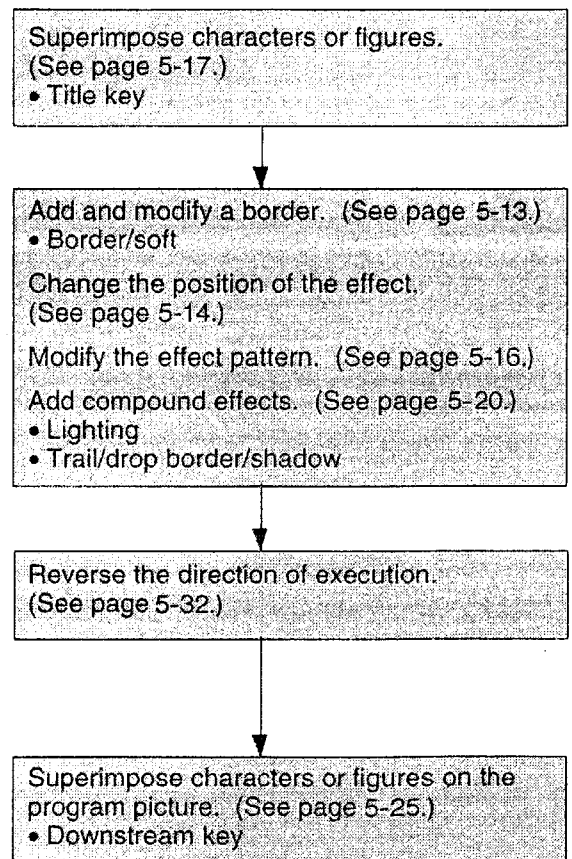 Superimpose characters or figures.
(See page 5-17.)
• Title key
Add and modify a border. (See page 5-13.)
• Border/soft
Change the position of the effect.
(See page 5-14.)
Modify the effect pattern. (See page 5-16.)
Add compound effects. (See page 5-20.)
• Lighting
• Trail/drop border/shadow
Reverse the direction of execution.
(See page 5-32.)
Superimpose characters or figures on the
program picture. (See page 5-25.)
• Downstream key